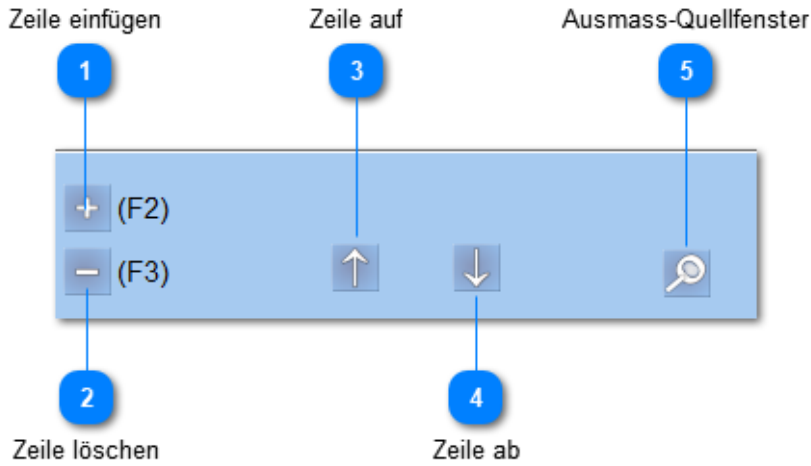 Zeile einfügen
Zeile auf
Ausmass-Quellfenster
1
3
5
(F2)
(F3)
2
4
Zeile löschen
Zeile ab